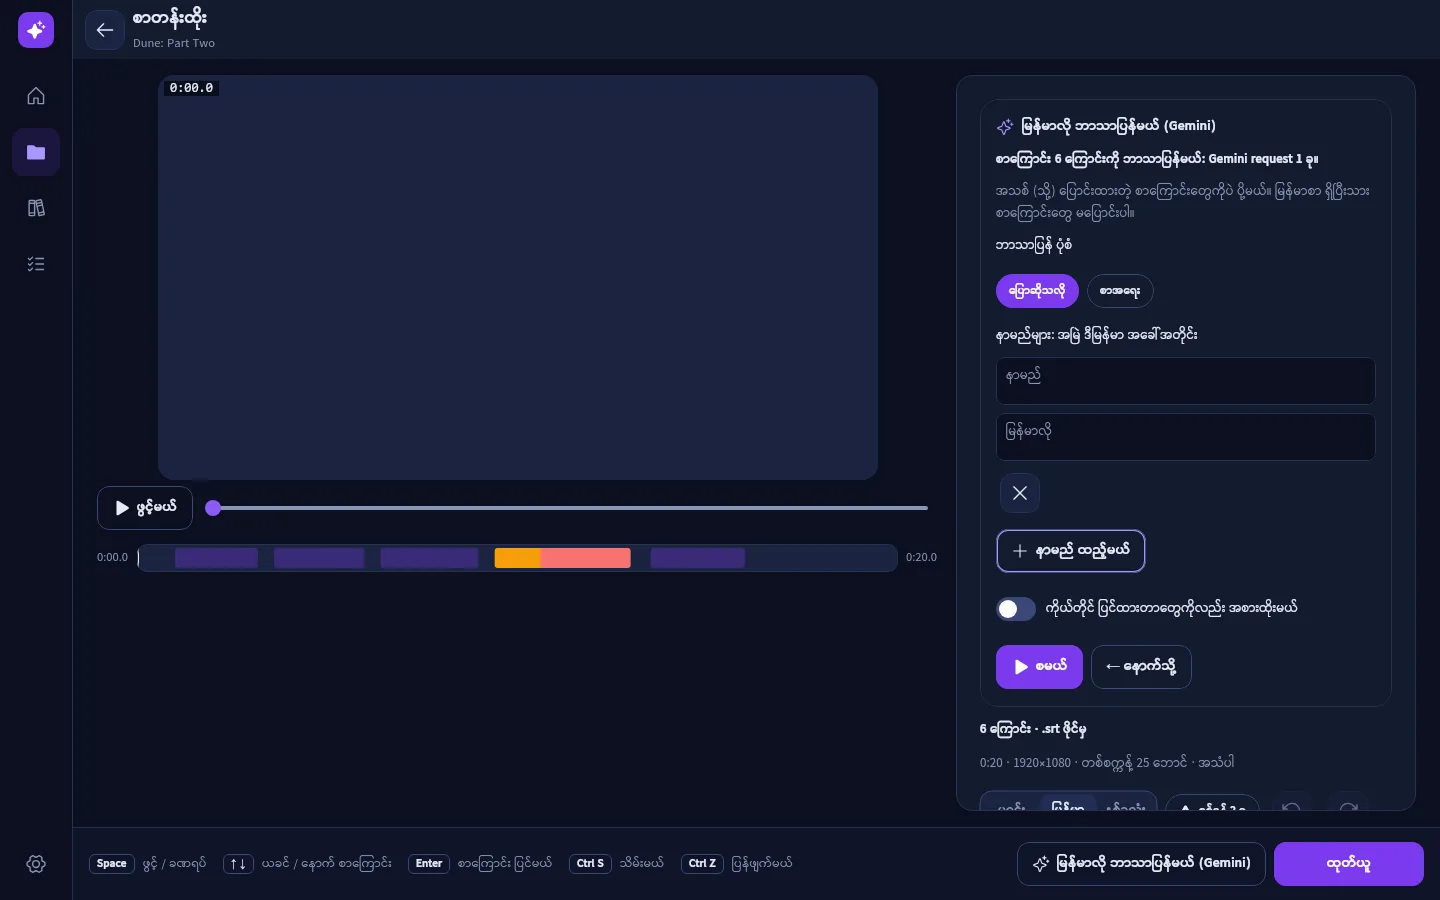 စာတန်းထိုး
Dune: Part Two
0:00.0
ဖွင့်မယ်
0:00.0
0:20.0
မြန်မာလို ဘာသာပြန်မယ် (Gemini)
စာကြောင်း 6 ကြောင်းကို ဘာသာပြန်မယ်: Gemini request 1 ခု။
အသစ် (သို့) ပြောင်းထားတဲ့ စာကြောင်းတွေကိုပဲ ပို့မယ်။ မြန်မာစာ ရှိပြီးသား
စာကြောင်းတွေ မပြောင်းပါ။
ဘာသာပြန် ပုံစံ
ပြောဆိုသလို
စာအရေး
နာမည်များ: အမြဲ ဒီမြန်မာ အခေါ်အတိုင်း
နာမည်
မြန်မာလို
နာမည် ထည့်မယ်
ကိုယ်တိုင် ပြင်ထားတာတွေကိုလည်း အစားထိုးမယ်
စမယ်
← နောက်သို့
6 ကြောင်း - .srt ဖိုင်မှ
0:20 · 1920×1080 · တစ်စက္ကန့် 25 ဘောင် · အသံပါ
Space ဖွင့် / ခဏရပ် ↑↓ ယခင် / နောက် စာကြောင်း Enter စာကြောင်း ပြင်မယ် Ctrl S သိမ်းမယ် Ctrl Z ပြန်ဖျက်မယ်
မြန်မာလို ဘာသာပြန်မယ် (Gemini)
ထုတ်ယူ